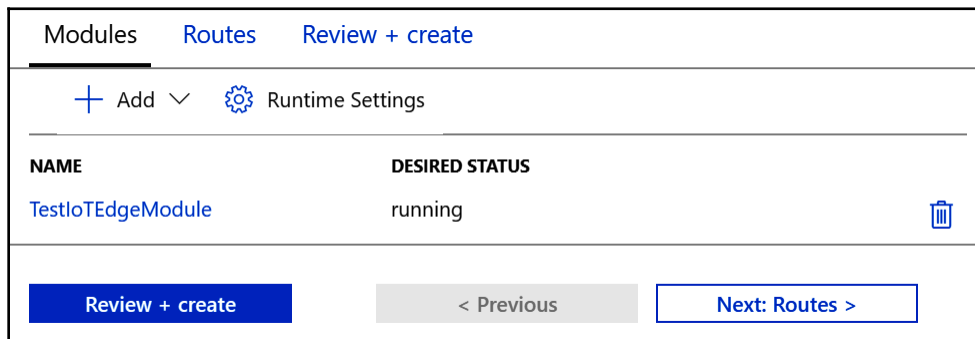 Modules Routes Review + create
Add Runtime Settings
NAME DESIRED STATUS
TestIoTEdgeModule running
Review + create < Previous Next: Routes >